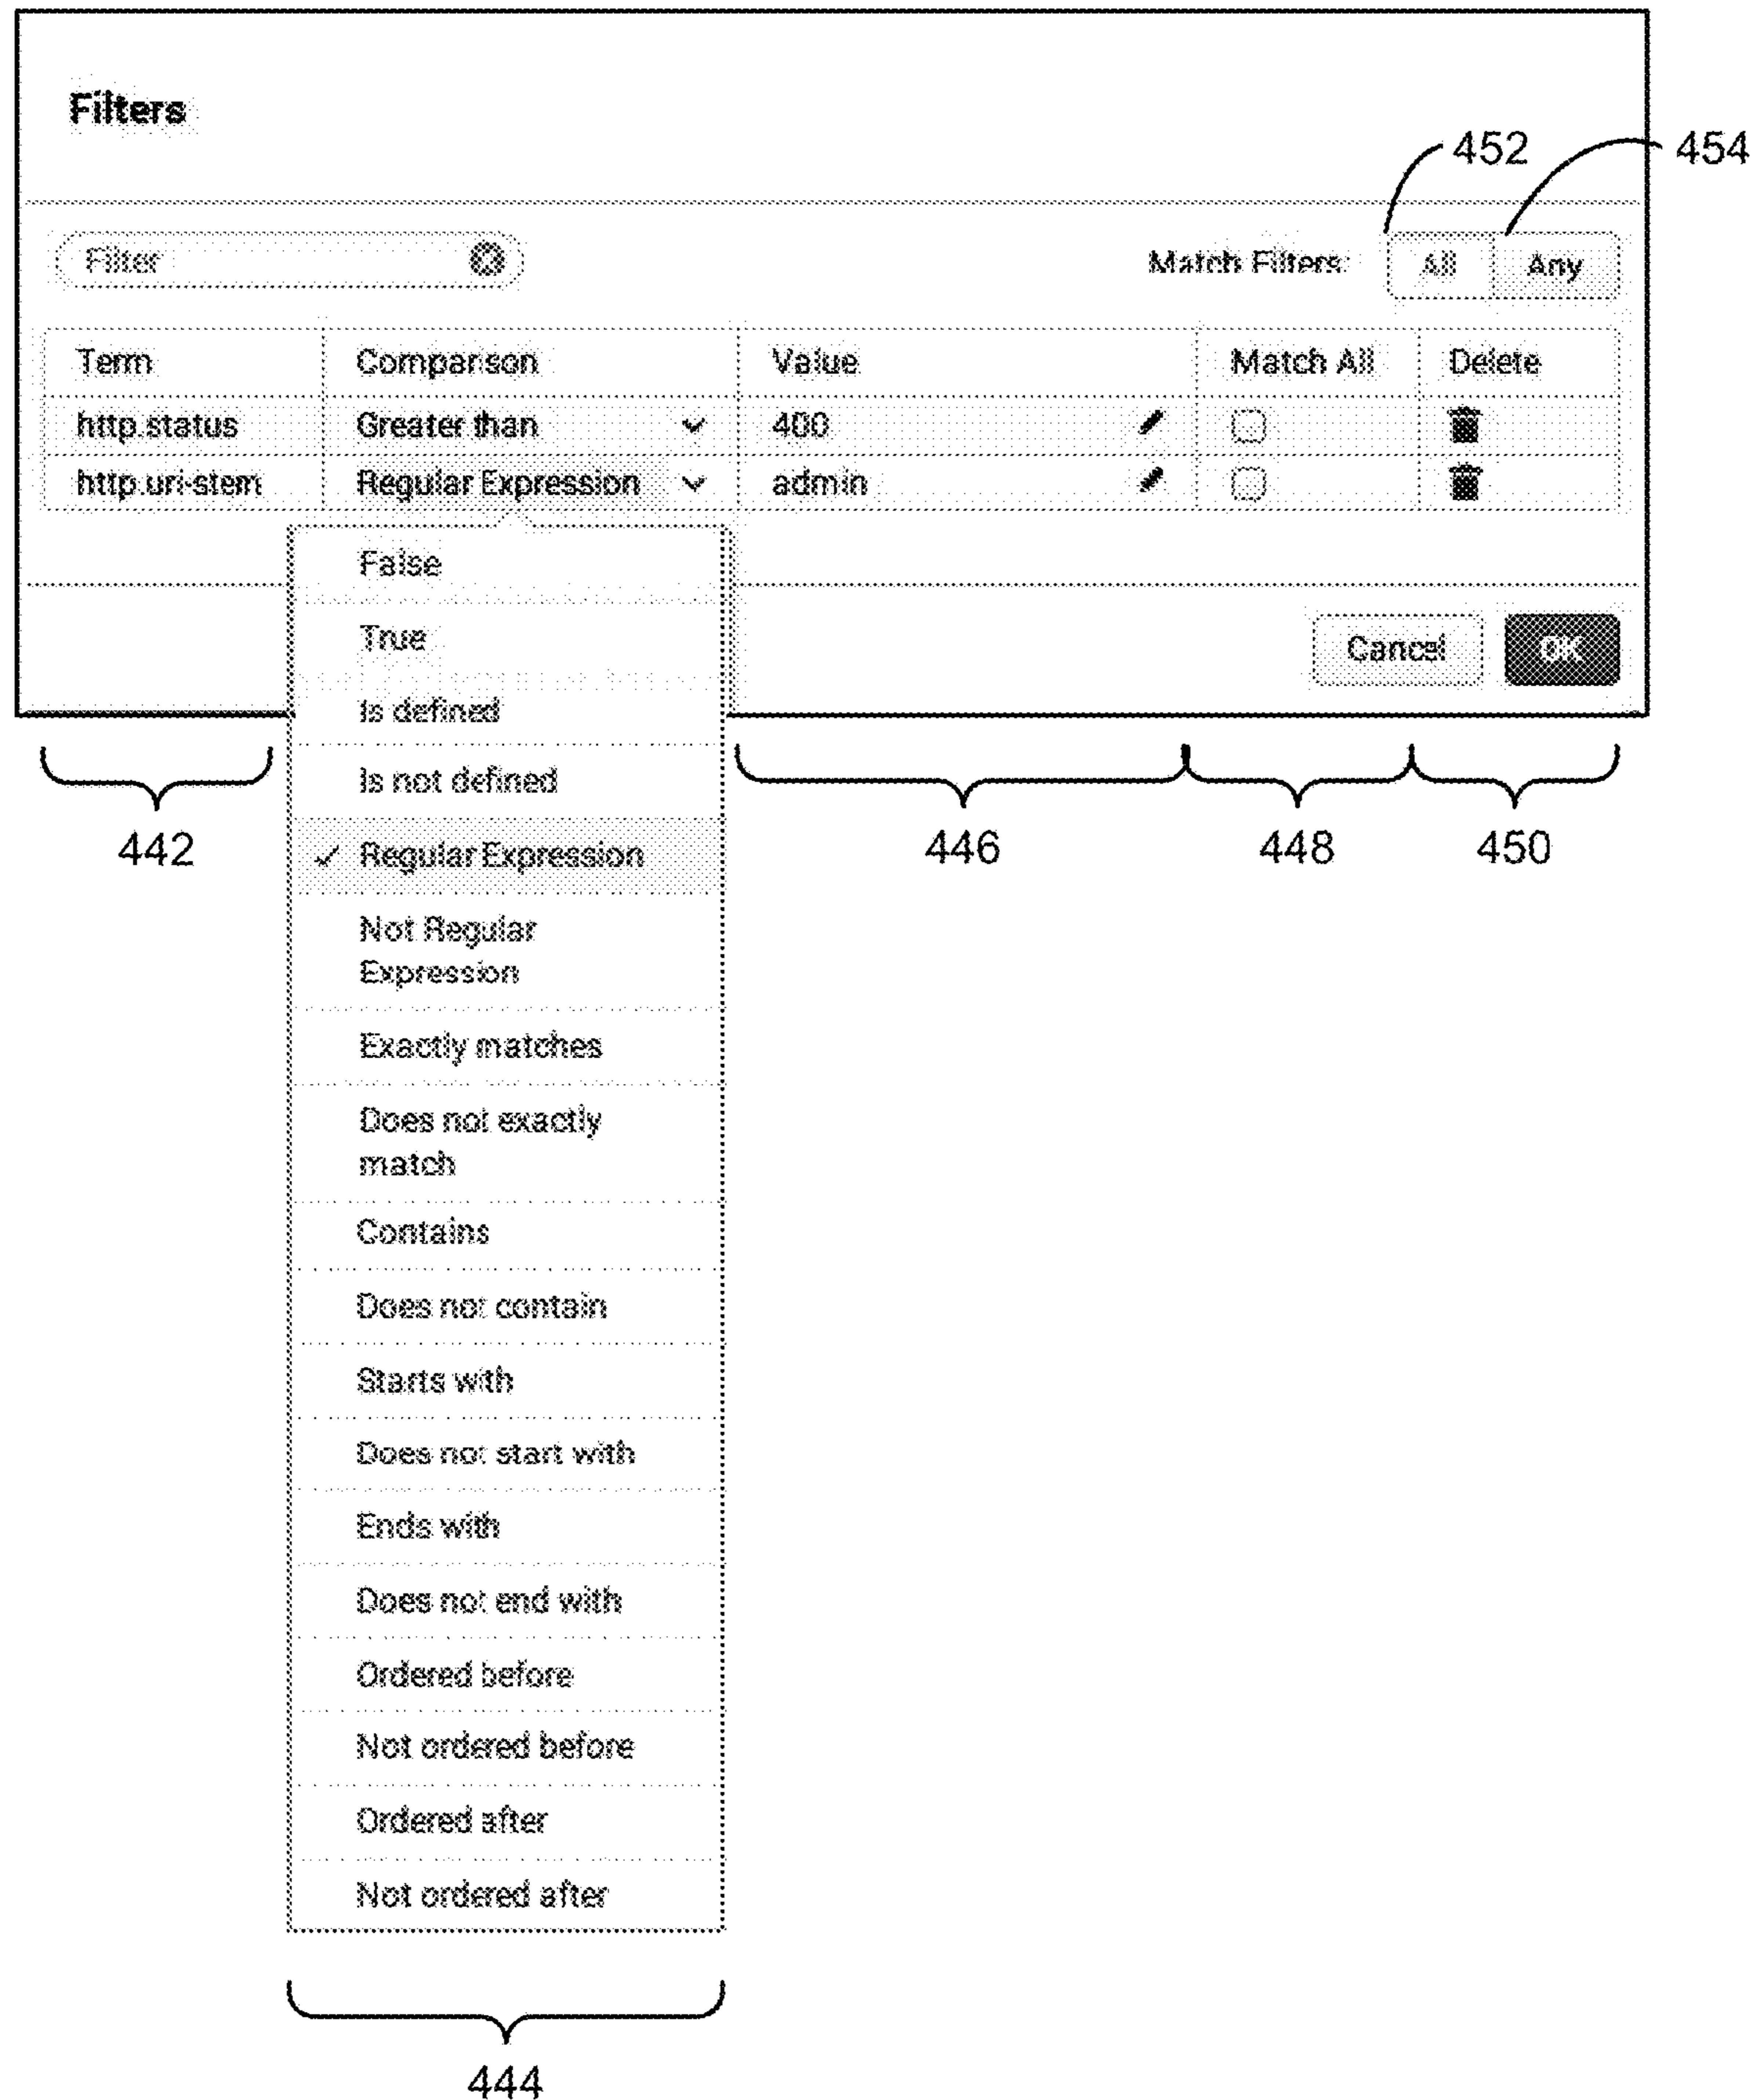 Filters
452
454
Filter
Match Filters:
All
Any
Term
Comparison
Value
Match All
Delete
http.status
Greater than
400
http.uri-stem
Regular Expression
admin
False
True
Cancel
OK
Is defined
Is not defined
Regular Expression
Not Regular
Expression
Exactly matches
Does not exactly
match
Contains
Does not contain
Starts with
Does not start with
Ends with
Does not end with
Ordered before
Not ordered before
Ordered after
Not ordered after
442
446
448
450
444